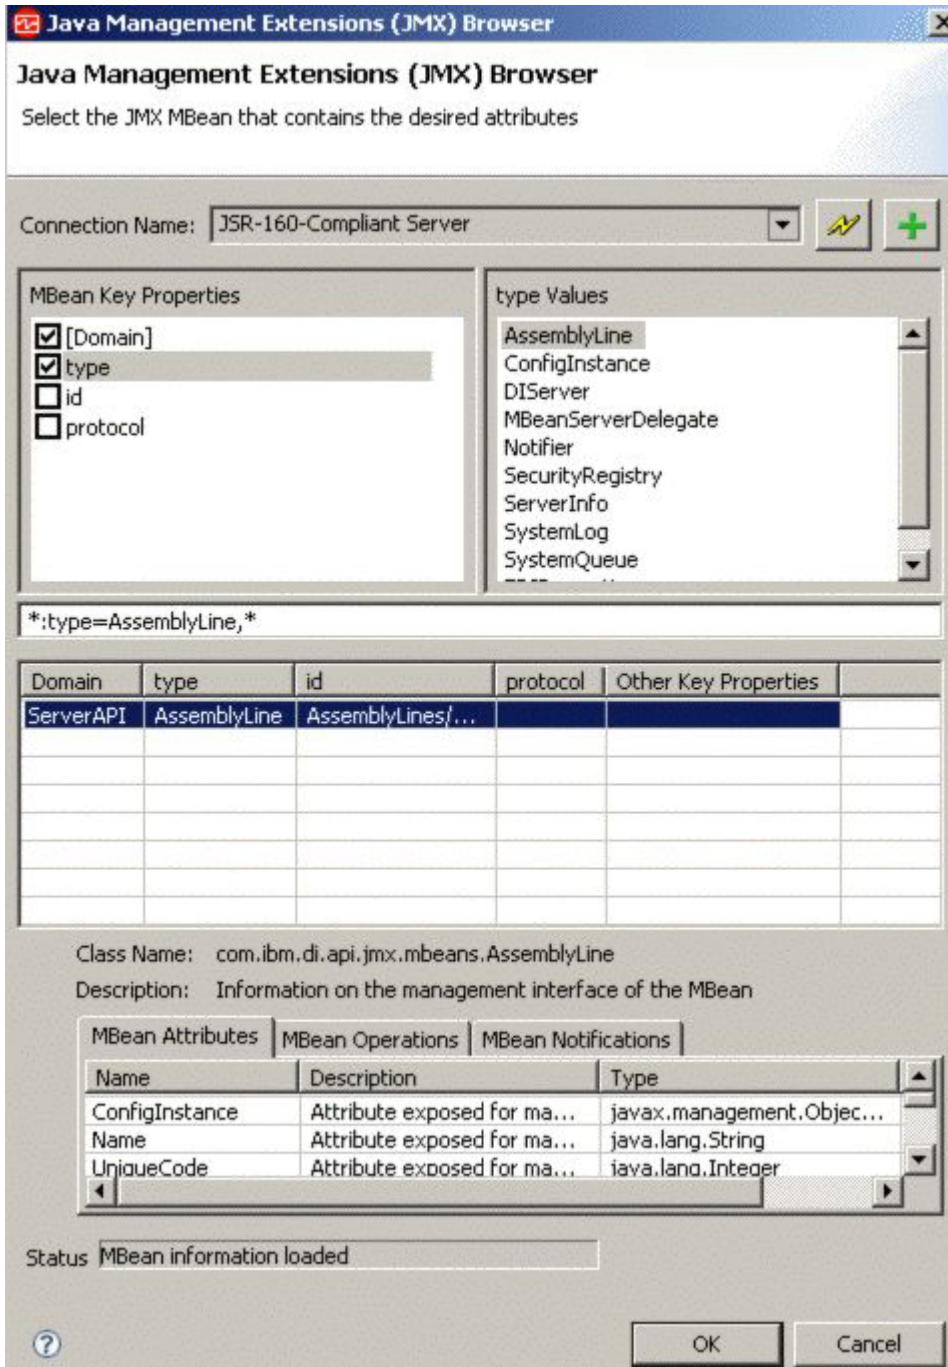 Java Management Extensions (JMX) Browser
Java Management Extensions (JMX) Browser
Select the JMX MBean that contains the desired attributes
Connection Name: JSR-160-Compliant Server
MBean Key Properties
[Domain]
type
id
protocol
type Values
AssemblyLine
ConfigInstance
DIServer
MBeanServerDelegate
Notifier
SecurityRegistry
ServerInfo
SystemLog
SystemQueue
*:type=AssemblyLine,*
Domain type id protocol Other Key Properties
ServerAPI AssemblyLine AssemblyLines/...
Class Name: com.ibm.di.api.jmx.mbeans.AssemblyLine
Description: Information on the management interface of the MBean
MBean Attributes MBean Operations MBean Notifications
Name Description Type
ConfigInstance Attribute exposed for ma... javax.management.Objec...
Name Attribute exposed for ma... java.lang.String
UniqueCode Attribute exposed for ma... java.lang.Integer
Status MBean information loaded
? OK Cancel